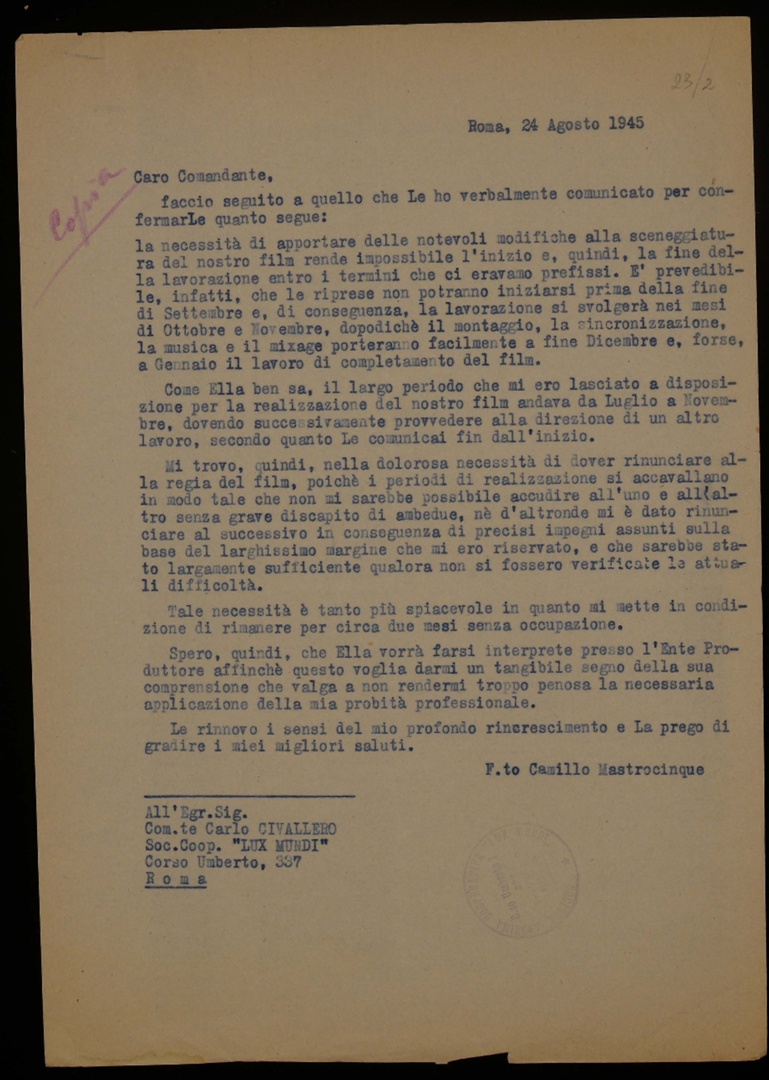 23/2
Roma, 24 Agosto 1945
Copia
Caro Comandante,
faccio seguito a quello che Le ho verbalmente comunicato per con-
fermarLe quanto segue:
la necessità di apportare delle notevoli modifiche alla sceneggiatu-
ra del nostro film rende impossibile l'inizio e, quindi, la fine del-
la lavorazione entro i termini che ci eravamo prefissi. E' prevedibi-
le, infatti, che le riprese non potranno iniziarsi prima della fine
di Settembre e, di conseguenza, la lavorazione si svolgerà nei mesi
di Ottobre e Novembre, dopodichè il montaggio, la sincronizzazione,
la musica e il mixage porteranno facilmente a fine Dicembre e, forse,
a Gennaio il lavoro di completamento del film.
Come Ella ben sa, il largo periodo che mi ero lasciato a disposi-
zione per la realizzazione del nostro film andava da Luglio a Novem-
bre, dovendo successivamente provvedere alla direzione di un altro
lavoro, secondo quanto Le comunicai fin dall'inizio.
Mi trovo, quindi, nella dolorosa necessità di dover rinunciare al-
la regia del film, poichè i periodi di realizzazione si accavallano
in modo tale che non mi sarebbe possibile accudire all'uno e all(al-
tro senza grave discapito di ambedue, nè d'altronde mi è dato rinun-
ciare al successivo in conseguenza di precisi impegni assunti sulla
base del larghissimo margine che mi ero riservato, e che sarebbe sta-
to largamente sufficiente qualora non si fossero verificate le attua-
li difficoltà.
Tale necessità è tanto più spiacevole in quanto mi mette in condi-
zione di rimanere per circa due mesi senza occupazione.
Spero, quindi, che Ella vorrà farsi interprete presso l'Ente Pro-
duttore affinchè questo voglia darmi un tangibile segno della sua
comprensione che valga a non rendermi troppo penosa la necessaria
applicazione della mia probità professionale.
Le rinnovo i sensi del mio profondo rincrescimento e La prego di
gradire i miei migliori saluti.
F.to Camillo Mastrocinque
All'Egr.Sig.
Com.te Carlo CIVALLERO
Soc.Coop. "LUX MUNDI"
Corso Umberto, 337
Roma